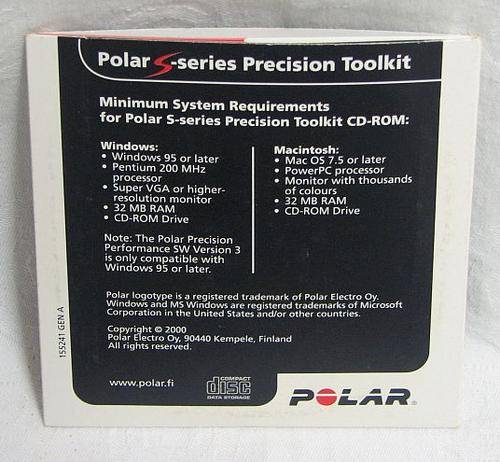 Polar S-series Precision Toolkit
Minimum System Requirements
for Polar S-series Precision Toolkit CD-ROM:
Windows:
• Windows 95 or later
• Pentium 200 MHz
processor
• Super VGA or higher-
resolution monitor
• 32 MB RAM
• CD-ROM Drive
Note: The Polar Precision
Performance SW Version 3
is only compatible with
Windows 95 or later.
Macintosh:
• Mac OS 7.5 or later
• PowerPC processor
• Monitor with thousands
of colours
• 32 MB RAM
• CD-ROM Drive
Polar logotype is a registered trademark of Polar Electro Oy.
Windows and MS Windows are registered trademarks of Microsoft
Corporation in the United States and/or other countries.
Copyright © 2000
Polar Electro Oy, 90440 Kempele, Finland
All rights reserved.
155241 GEN A
www.polar.fi
COMPACT
disc
DATA STORAGE
POLAR®